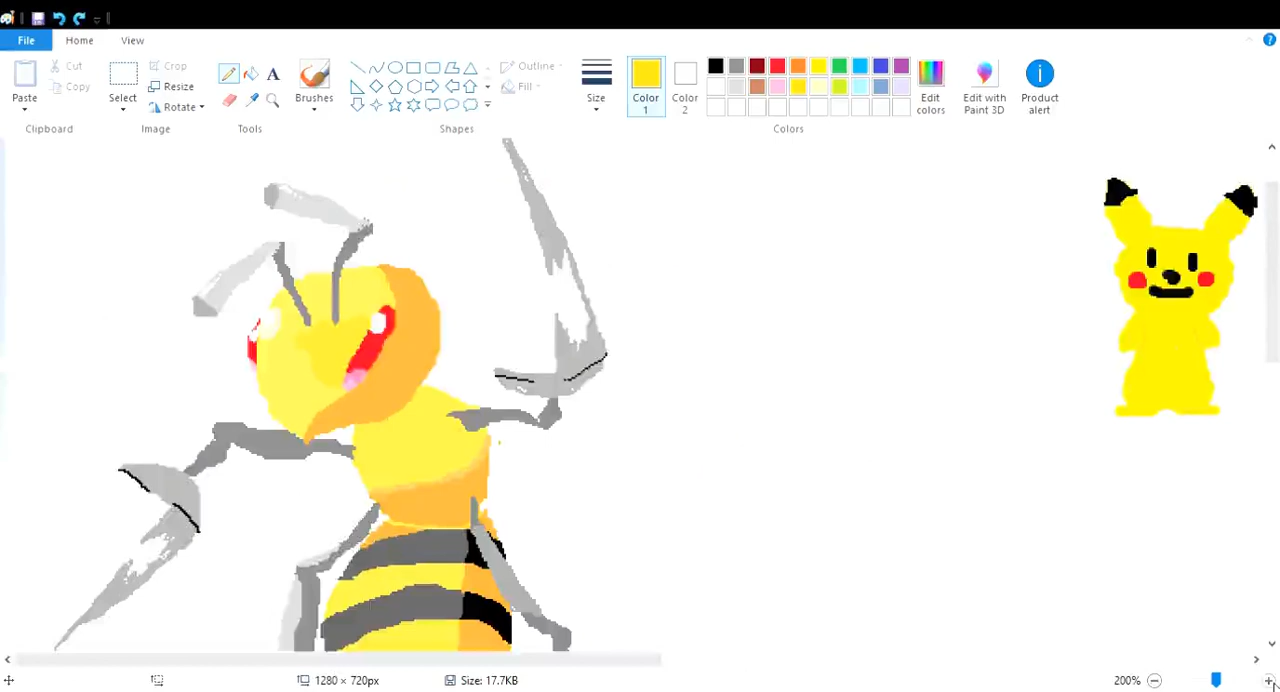 File Home View
Paste
Cut
Copy
Clipboard
Select
Crop
Resize
Rotate
Image
A
Tools
Brushes
Shapes
Outline
Fill
Size
Color
1
Color
2
Colors
Edit
colors
Edit with
Paint 3D
Product
alert
1280 × 720px
Size: 17.7KB
200%